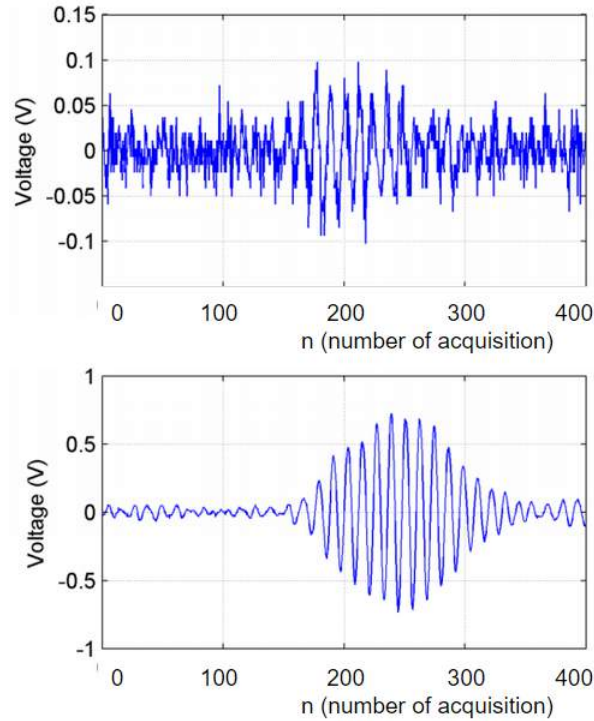 0.15
0.1
0.05
0
-0.05
-0.1
Voltage (V)
0 100 200 300 400
n (number of acquisition)
1
0.5
0
-0.5
-1
Voltage (V)
0 100 200 300 400
n (number of acquisition)